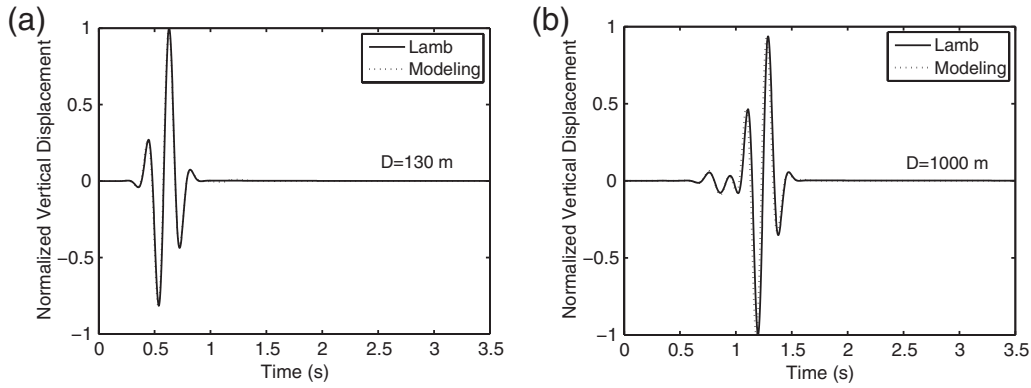 (a)
Normalized Vertical Displacement
1
0.5
0
−0.5
−1
Lamb
Modeling
D=130 m
0 0.5 1 1.5 2 2.5 3 3.5
Time (s)
(b)
Normalized Vertical Displacement
1
0.5
0
−0.5
−1
Lamb
Modeling
D=1000 m
0 0.5 1 1.5 2 2.5 3 3.5
Time (s)